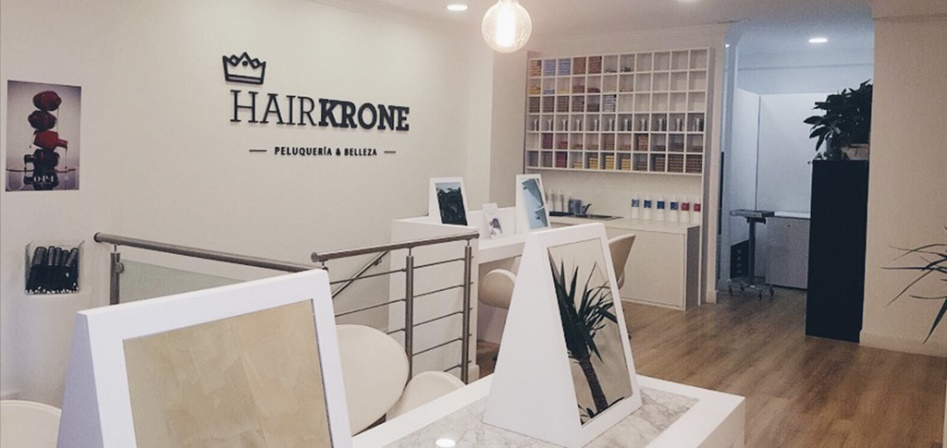 HAIRKRONE
PELUQUERÍA & BELLEZA
O·P·I